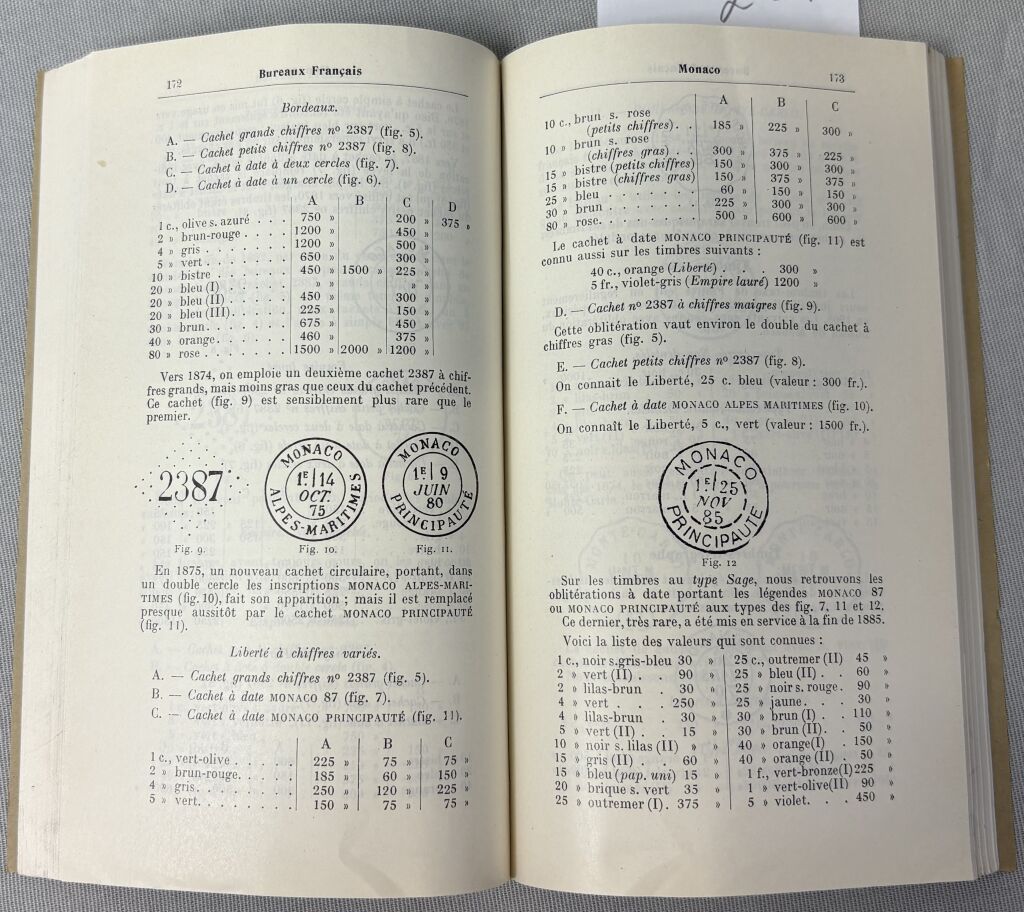 172
Bureaux Français
Bordeaux.
A. — Cachet grands chiffres nº 2387 (fig. 5).
B. — Cachet petits chiffres nº 2387 (fig. 8).
C. — Cachet à date à deux cercles (fig. 7).
D. — Cachet à date à un cercle (fig. 6).
A B C D
1 c., olive s. azuré . . . 750 » 200 » 375 »
2 » brun-rouge. . . . . 1200 » 450 »
4 » gris . . . . . . . 1200 » 500 »
5 » vert . . . . . . . 650 » 300 »
10 » bistre . . . . . . 450 » 1500 » 225 »
20 » bleu (I) . . . . . » » » »
20 » bleu (II) . . . . . 450 » 300 »
20 » bleu (III). . . . . 225 » 150 »
30 » brun. . . . . . . 675 » 450 »
40 » orange. . . . . . 460 » 375 »
80 » rose . . . . . . . 1500 » 2000 » 1200 »
Vers 1874, on emploie un deuxième cachet 2387 à chif-
fres grands, mais moins gras que ceux du cachet précédent.
Ce cachet (fig. 9) est sensiblement plus rare que le
premier.
2387
MONACO
1E 14
OCT.
75
ALPES-MARITIMES
MONACO
1E 9
JUIN
80
PRINCIPAUTÉ
Fig. 9. Fig. 10. Fig. 11.
En 1875, un nouveau cachet circulaire, portant, dans
un double cercle les inscriptions MONACO ALPES-MARI-
TIMES (fig. 10), fait son apparition ; mais il est remplacé
presque aussitôt par le cachet MONACO PRINCIPAUTÉ
(fig. 11).
Liberté à chiffres variés.
A. — Cachet grands chiffres nº 2387 (fig. 5).
B. — Cachet à date MONACO 87 (fig. 7).
C. — Cachet à date MONACO PRINCIPAUTÉ (fig. 11).
A B C
1 c., vert-olive . . . . . 225 » 75 » 75 »
2 » brun-rouge. . . . . 185 » 60 » 150 »
4 » gris. . . . . . . . 250 » 120 » 225 »
5 » vert. . . . . . . . 150 » 75 » 75 »
Monaco
173
A B C
10 c., brun s. rose
(petits chiffres). . 185 » 225 » 300 »
10 » brun s. rose
(chiffres gras) . . 300 » 375 » 225 »
15 » bistre (petits chiffres) 150 » 300 » 300 »
15 » bistre (chiffres gras) 150 » 375 » 375 »
25 » bleu . . . . . . . 60 » 150 » 150 »
30 » brun . . . . . . . 225 » 300 » 300 »
80 » rose. . . . . . . . 500 » 600 » 600 »
Le cachet à date MONACO PRINCIPAUTÉ (fig. 11) est
connu aussi sur les timbres suivants :
40 c., orange (Liberté) . . . 300 »
5 fr., violet-gris (Empire lauré) 1200 »
D. — Cachet nº 2387 à chiffres maigres (fig. 9).
Cette oblitération vaut environ le double du cachet à
chiffres gras (fig. 5).
E. — Cachet petits chiffres nº 2387 (fig. 8).
On connait le Liberté, 25 c. bleu (valeur : 300 fr.).
F. — Cachet à date MONACO ALPES MARITIMES (fig. 10).
On connaît le Liberté, 5 c., vert (valeur : 1500 fr.).
MONACO
1E 25
NOV
85
PRINCIPAUTÉ
Fig. 12
Sur les timbres au type Sage, nous retrouvons les
oblitérations à date portant les légendes MONACO 87
ou MONACO PRINCIPAUTÉ aux types des fig. 7, 11 et 12.
Ce dernier, très rare, a été mis en service à la fin de 1885.
Voici la liste des valeurs qui sont connues :
1 c., noir s.gris-bleu 30 » 25 c., outremer (II) 45 »
2 » vert (II) . . 90 » 25 » bleu (II) . . 60 »
2 » lilas-brun . 30 » 25 » noir s. rouge. 90 »
4 » vert . . . 250 » 25 » jaune. . . 30 »
4 » lilas-brun . 30 » 30 » brun (I) . . 110 »
5 » vert (II) . . 15 » 30 » brun (II). . 50 »
10 » noir s. lilas (II) » » 40 » orange(I) . 150 »
15 » gris (II) . . 60 » 40 » orange (II) . 50 »
15 » bleu (pap. uni) 15 » 1 f., vert-bronze(I) 225 »
20 » brique s. vert 35 » 1 » vert-olive(II) 90 »
25 » outremer (I). 375 » 5 » violet. . . 450 »